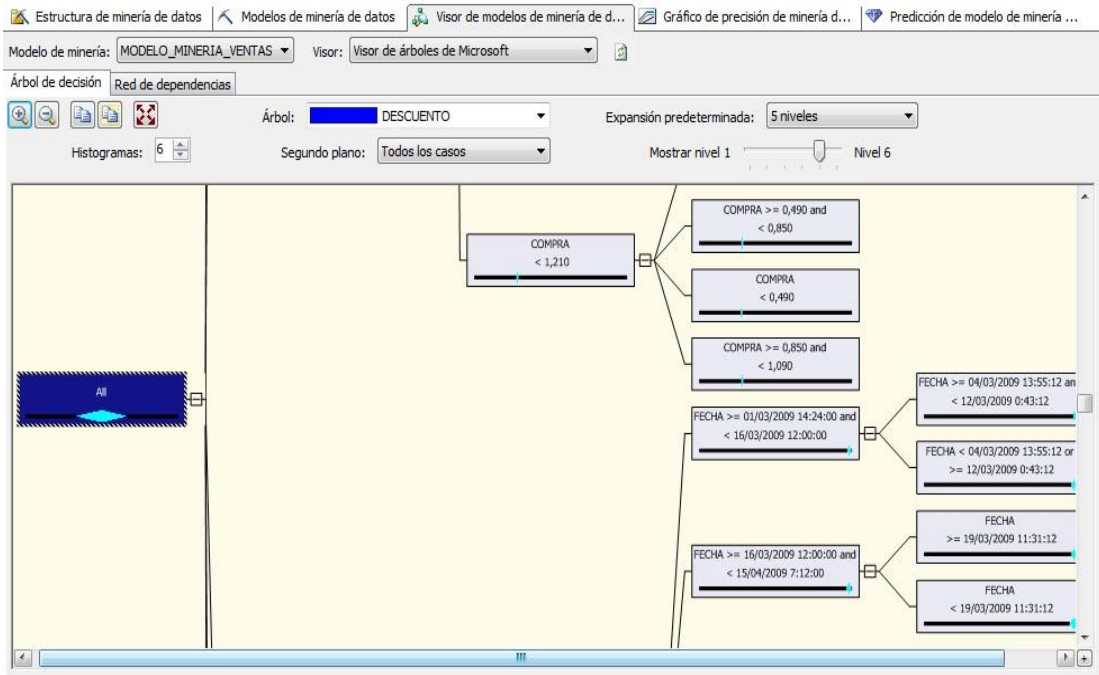 Estructura de minería de datos
Modelos de minería de datos
Visor de modelos de minería de d...
Gráfico de precisión de minería d...
Predicción de modelo de minería ...
Modelo de minería: MODELO_MINERIA_VENTAS
Visor: Visor de árboles de Microsoft
Árbol de decisión
Red de dependencias
Árbol: DESCUENTO
Expansión predeterminada: 5 niveles
Histogramas: 6
Segundo plano: Todos los casos
Mostrar nivel 1
Nivel 6
COMPRA >= 0,490 and
< 0,850
COMPRA
< 1,210
COMPRA
< 0,490
COMPRA >= 0,850 and
< 1,090
All
FECHA >= 04/03/2009 13:55:12 an
< 12/03/2009 0:43:12
FECHA >= 01/03/2009 14:24:00 and
< 16/03/2009 12:00:00
FECHA < 04/03/2009 13:55:12 or
>= 12/03/2009 0:43:12
FECHA
>= 19/03/2009 11:31:12
FECHA >= 16/03/2009 12:00:00 and
< 15/04/2009 7:12:00
FECHA
< 19/03/2009 11:31:12